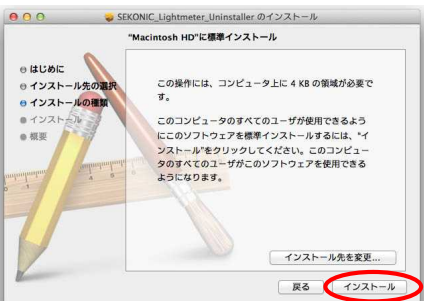 SEKONIC_Lightmeter_Uninstaller のインストール
"Macintosh HD"に標準インストール
はじめに
インストール先の選択
インストールの種類
インストール
概要
この操作には、コンピュータ上に 4 KB の領域が必要で
す。
このコンピュータのすべてのユーザが使用できるよう
にこのソフトウェアを標準インストールするには、"イ
ンストール"をクリックしてください。このコンピュー
タのすべてのユーザがこのソフトウェアを使用できる
ようになります。
インストール先を変更...
戻る
インストール